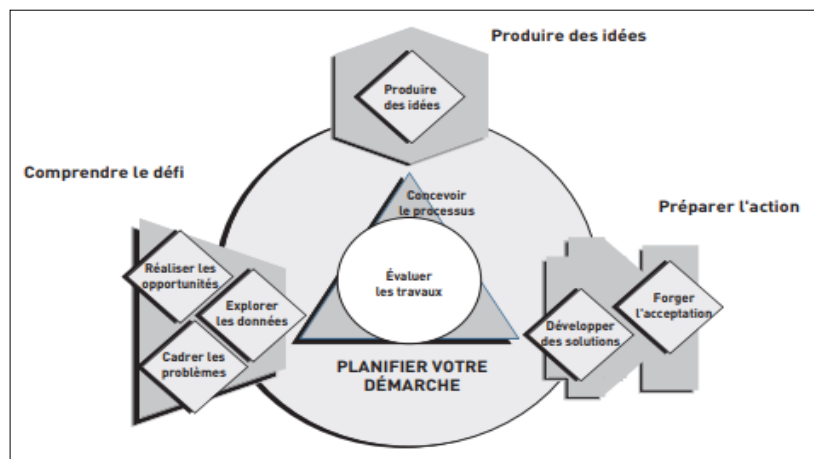 Produire des idées
Produire
des idées
Comprendre le défi
Concevoir
le processus
Préparer l'action
Réaliser les
opportunités
Explorer
les données
Cadrer les
problèmes
Évaluer
les travaux
Forger
l'acceptation
Développer
des solutions
PLANIFIER VOTRE
DÉMARCHE